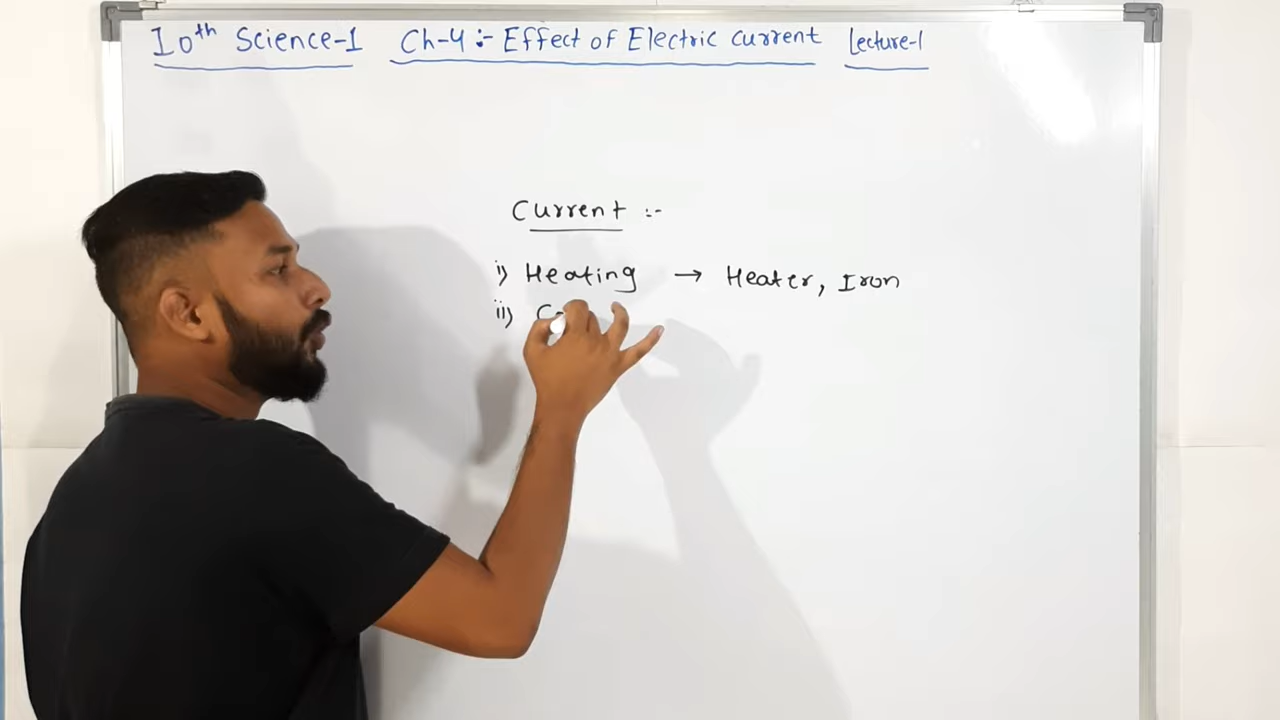 10th Science-1 Ch-4 :- Effect of Electric current Lecture-1
Current :-
i) Heating → Heater, Iron
ii)